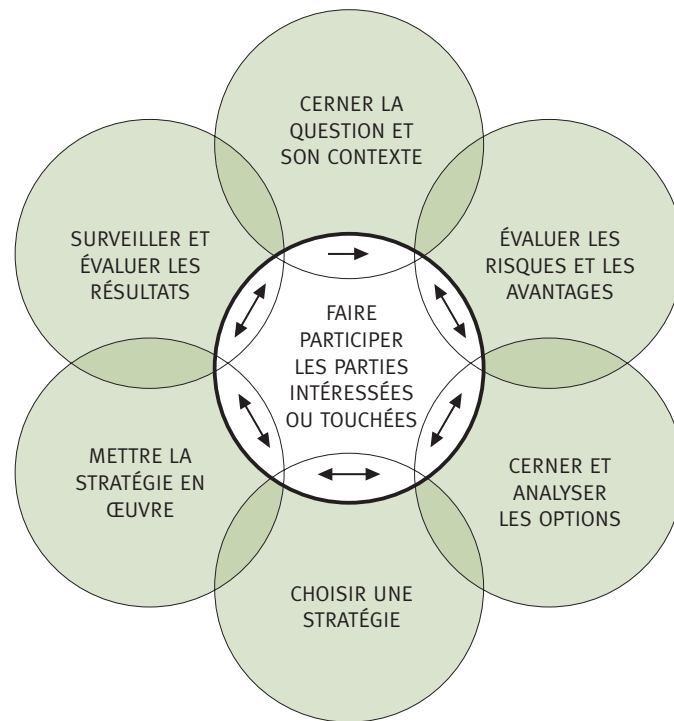 CERNER LA
QUESTION ET
SON CONTEXTE
ÉVALUER LES
RISQUES ET LES
AVANTAGES
CERNER ET
ANALYSER
LES OPTIONS
CHOISIR UNE
STRATÉGIE
METTRE LA
STRATÉGIE EN
ŒUVRE
SURVEILLER ET
ÉVALUER LES
RÉSULTATS
FAIRE
PARTICIPER
LES PARTIES
INTÉRESSÉES
OU TOUCHÉES